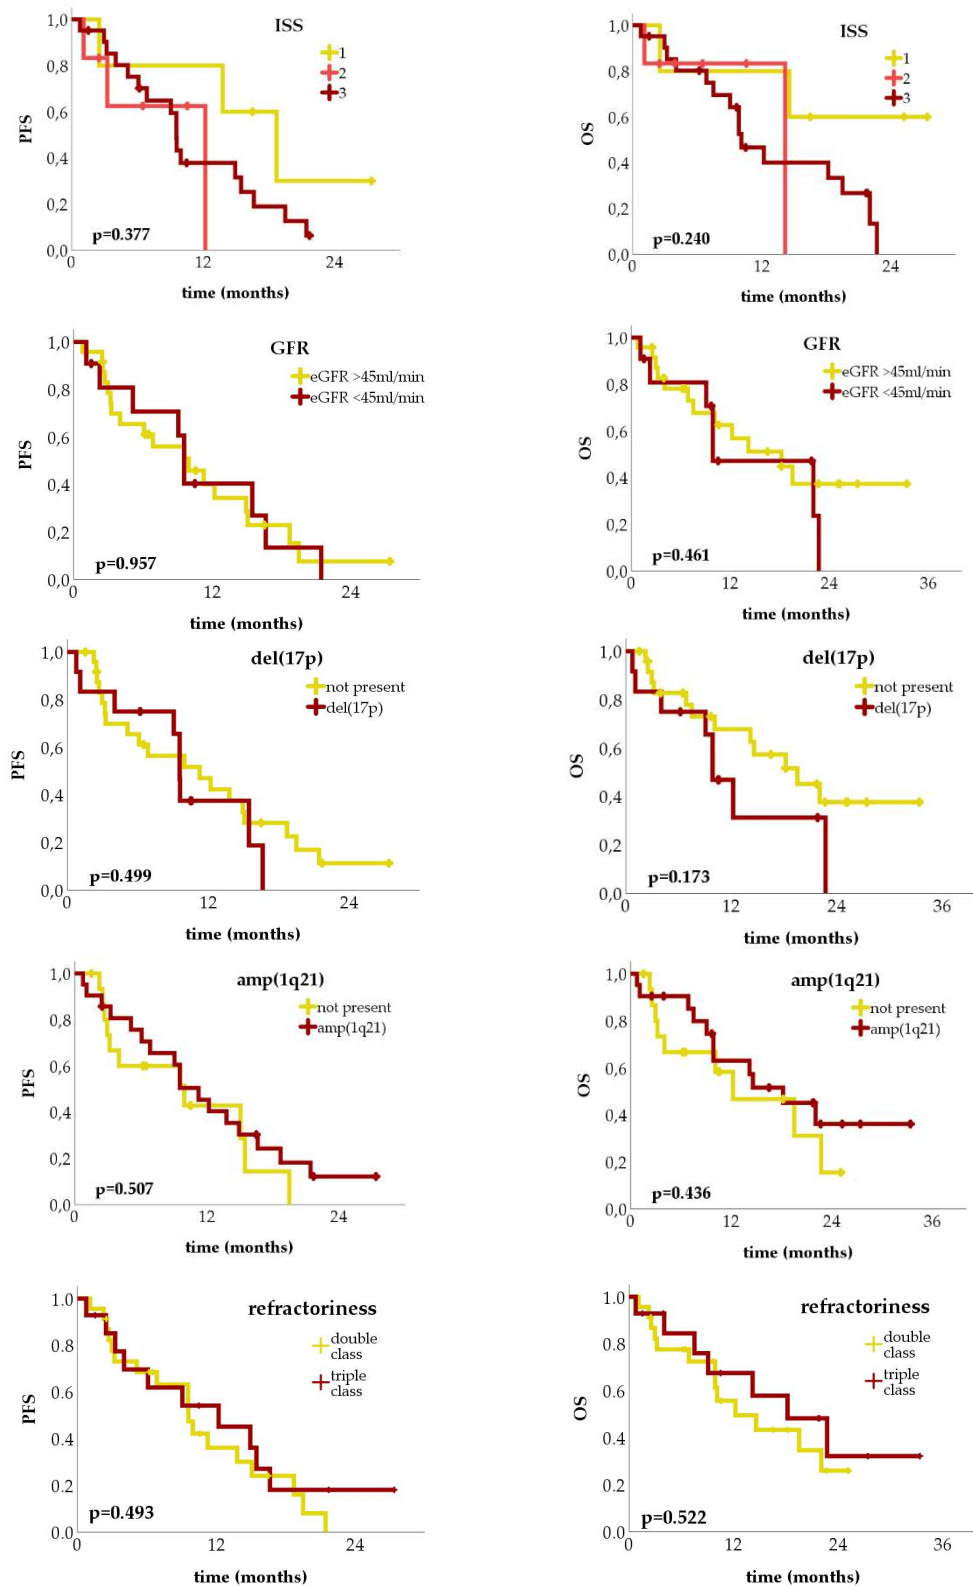 ISS
1
2
3
PFS
1,0
0,8
0,6
0,4
0,2
0,0
p=0.377
0
12
24
time (months)
ISS
1
2
3
OS
1,0
0,8
0,6
0,4
0,2
0,0
p=0.240
0
12
24
time (months)
GFR
eGFR >45ml/min
eGFR <45ml/min
PFS
1,0
0,8
0,6
0,4
0,2
0,0
p=0.957
0
12
24
time (months)
GFR
eGFR >45ml/min
eGFR <45ml/min
OS
1,0
0,8
0,6
0,4
0,2
0,0
p=0.461
0
12
24
36
time (months)
del(17p)
not present
del(17p)
PFS
1,0
0,8
0,6
0,4
0,2
0,0
p=0.499
0
12
24
time (months)
del(17p)
not present
del(17p)
OS
1,0
0,8
0,6
0,4
0,2
0,0
p=0.173
0
12
24
36
time (months)
amp(1q21)
not present
amp(1q21)
PFS
1,0
0,8
0,6
0,4
0,2
0,0
p=0.507
0
12
24
time (months)
amp(1q21)
not present
amp(1q21)
OS
1,0
0,8
0,6
0,4
0,2
0,0
p=0.436
0
12
24
36
time (months)
refractoriness
double
class
triple
class
PFS
1.0
0.8
0.6
0.4
0.2
0.0
p=0.493
0
12
24
time (months)
refractoriness
double
class
triple
class
OS
1.0
0.8
0.6
0.4
0.2
0.0
p=0.522
0
12
24
36
time (months)